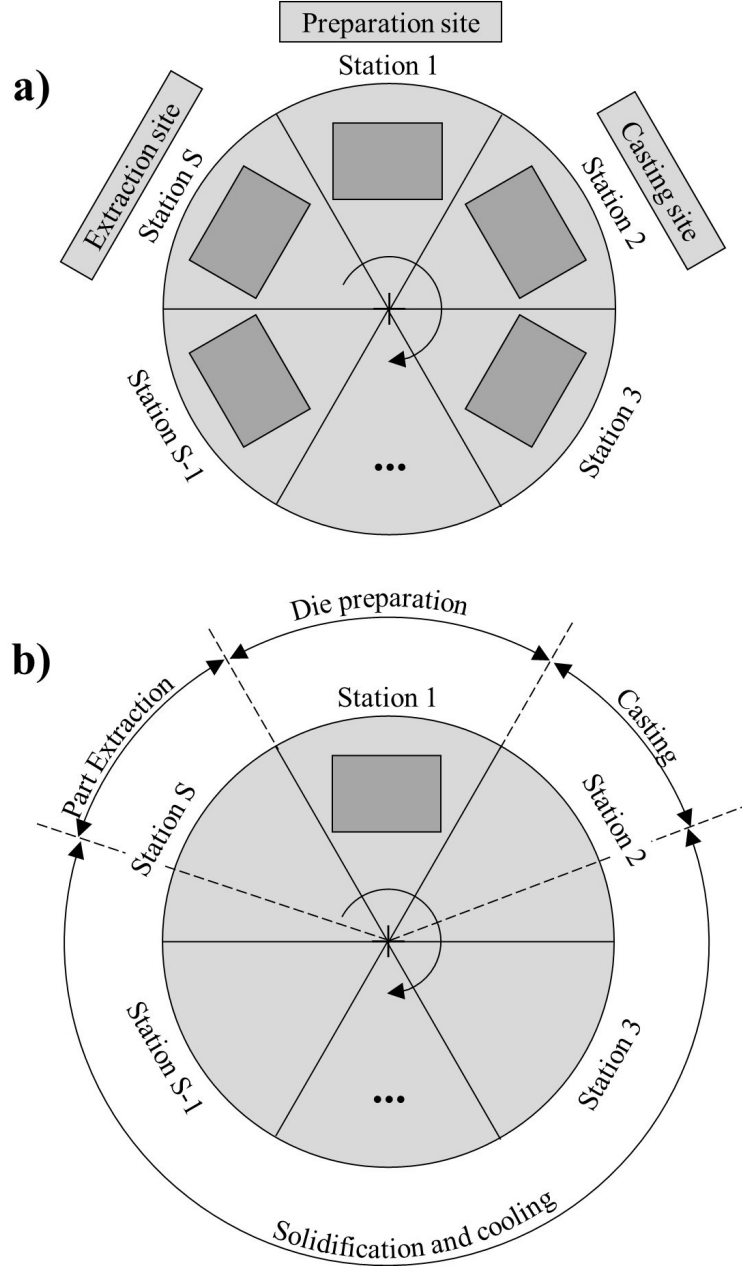 Preparation site
a)
Station 1
Extraction site
Station S
Station 2
Casting site
Station S-1
Station 3
...
b)
Die preparation
Part Extraction
Station 1
Casting
Station S
Station 2
Station S-1
Station 3
...
Solidification and cooling